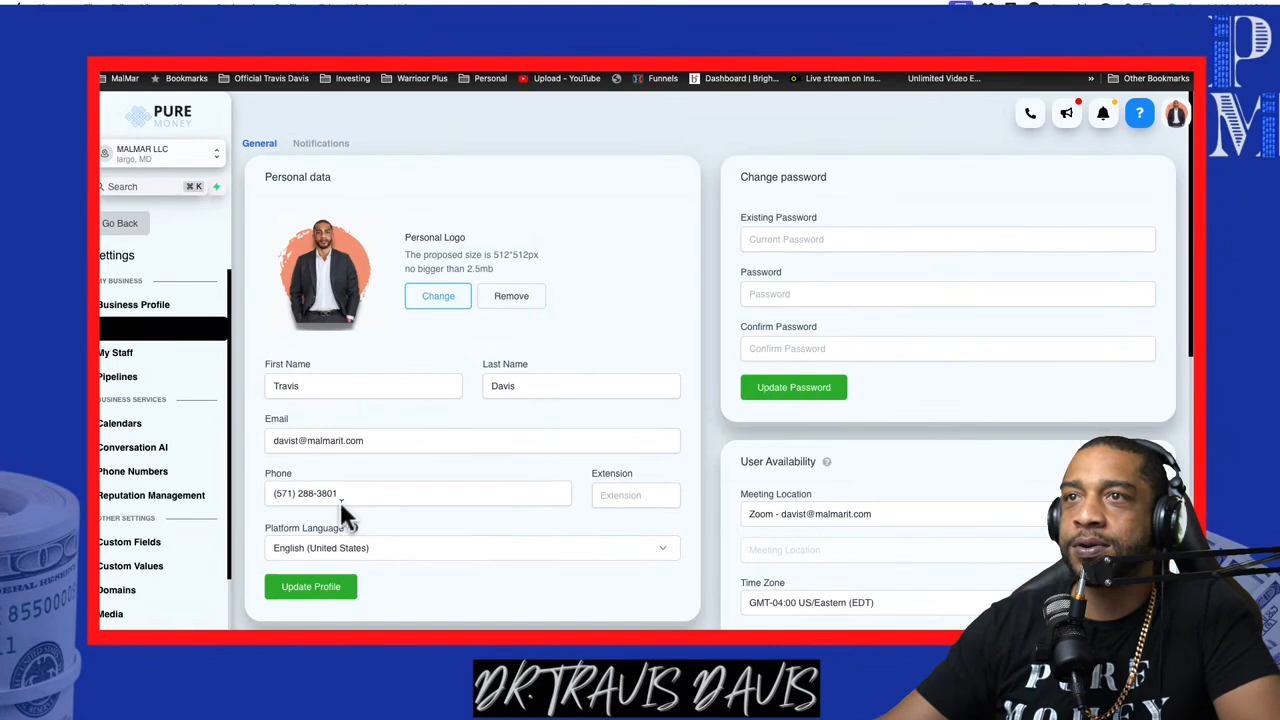 MalMar
Bookmarks
Official Travis Davis
Investing
Warrioor Plus
Personal
Upload – YouTube
Funnels
Dashboard | Brigh...
Live stream on Ins...
Unlimited Video E...
»
Other Bookmarks
PURE
MONEY
MALMAR LLC
largo, MD
Search
⌘ K
Go Back
ettings
MY BUSINESS
Business Profile
My Staff
Pipelines
BUSINESS SERVICES
Calendars
Conversation AI
Phone Numbers
Reputation Management
OTHER SETTINGS
Custom Fields
Custom Values
Domains
Media
General
Notifications
Personal data
Personal Logo
The proposed size is 512*512px
no bigger than 2.5mb
Change
Remove
First Name
Last Name
Travis
Davis
Email
davist@malmarit.com
Phone
Extension
(571) 288-3801
Extension
Platform Language
English (United States)
Update Profile
?
Change password
Existing Password
Current Password
Password
Password
Confirm Password
Confirm Password
Update Password
User Availability ?
Meeting Location
Zoom - davist@malmarit.com
Meeting Location
Time Zone
GMT-04:00 US/Eastern (EDT)
P
M
85500
DR. TRAVIS DAVIS
PURE
MONEY